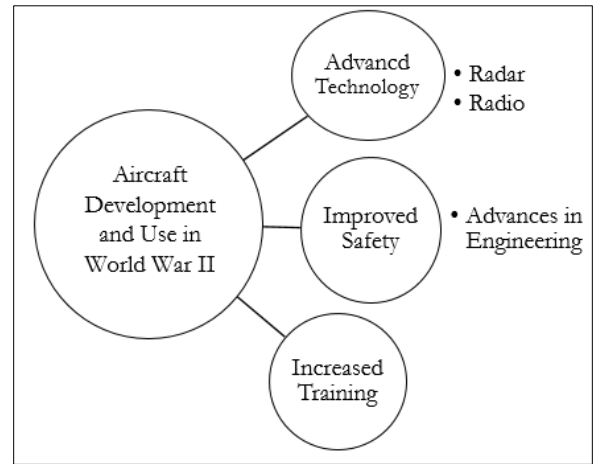 Aircraft
Development
and Use in
World War II
Advancd
Technology
• Radar
• Radio
Improved
Safety
• Advances in
Engineering
Increased
Training